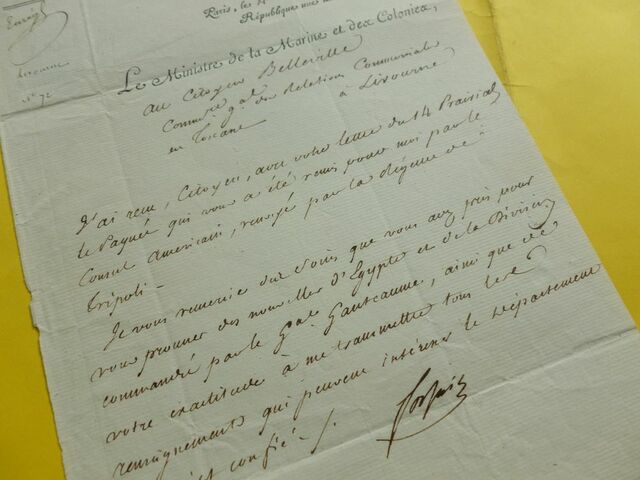 Enreg.
Livourne
N.º 72
Paris, le
République une
Le Ministre de la Marine et des Colonies,
au Citoyen Belleville
Commre. gal. des Relations Commerciales
en Toscane à Livourne
J'ai reçu, Citoyen, avec votre lettre du 14 Prairial
le Paquet qui vous a été remis pour moi par le
Consul Américain, renvoyé par la Régence de
Tripoli.
Je vous remercie des soins que vous avez pris pour
vous procurer des nouvelles d'Egypte et de la Division
commandée par le Gal. Ganteaume, ainsi que de
votre exactitude à me transmettre tous les
renseignements qui peuvent intéresser le Département
est confié.
Forfait